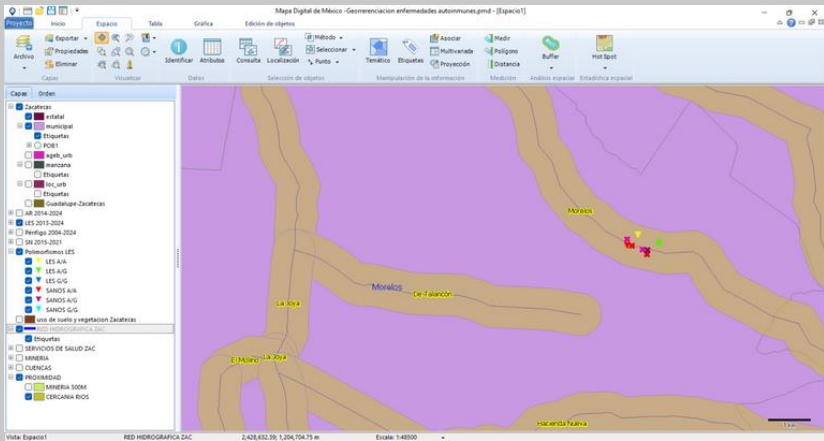 Mapa Digital de México -Georrerenciacion enfermedades autoinmunes.pmd - [Espacio1]
Proyecto Inicio Espacio Tabla Gráfica Edición de objetos
Archivo
Exportar
Propiedades
Eliminar
Capas
Visualizar
Identificar Atributos
Datos
Consulta Localización
Método
Seleccionar
Punto
Selección de objetos
Temático Etiquetas
Asociar
Multivariada
Proyección
Manipulación de la información
Medir
Polígono
Distancia
Medición
Buffer
Análisis espacial
Hot Spot
Estadística espacial
Capas Orden
Zacatecas
estatal
municipal
Etiquetas
POB1
ageb_urb
manzana
Etiquetas
loc_urb
Etiquetas
Guadalupe-Zacatecas
AR 2014-2024
LES 2013-2024
Pénfigo 2004-2024
SN 2015-2021
Polimorfismos LES
LES A/A
LES A/G
LES G/G
SANOS A/A
SANOS A/G
SANOS G/G
uso de suelo y vegetacion Zacatecas
RED HIDROGRAFICA ZAC
Etiquetas
SERVICIOS DE SALUD ZAC
MINERIA
CUENCAS
PROXIMIDAD
MINERIA 500M
CERCANIA RIOS
Morelos
Morelos
De-Talancón
La Joya
El Molino La Joya
Hacienda Nueva
Vista: Espacio1 RED HIDROGRAFICA ZAC 2,428,632.39; 1,204,704.75 m Escala: 1:48500